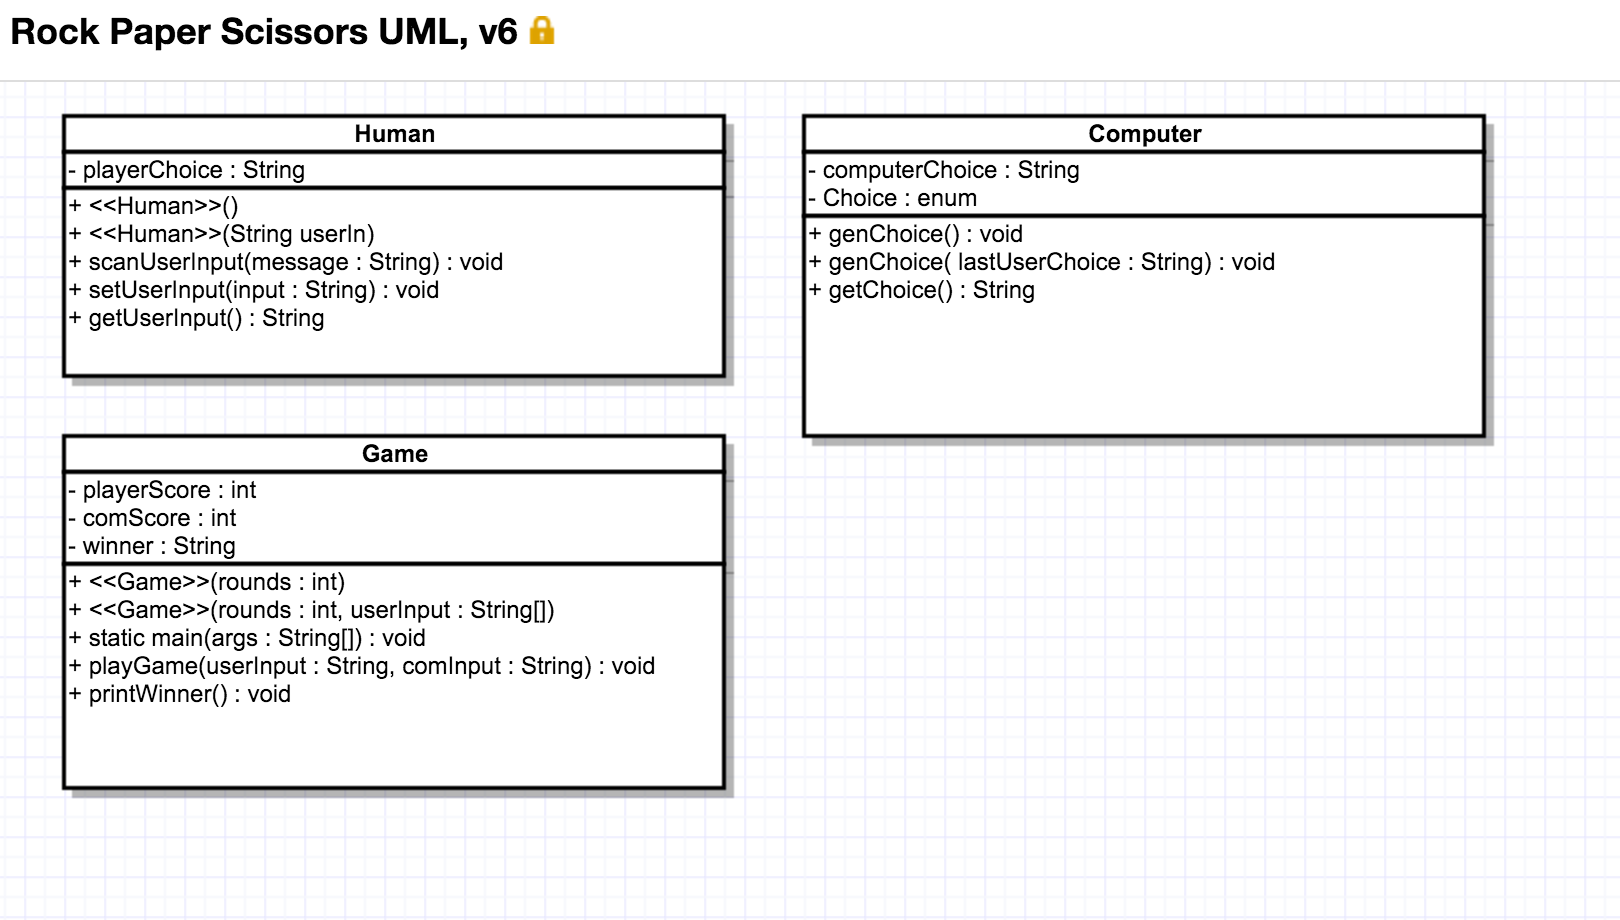 Rock Paper Scissors UML, v6
Human
- playerChoice : String
+ <<Human>>()
+ <<Human>>(String userIn)
+ scanUserInput(message : String) : void
+ setUserInput(input : String) : void
+ getUserInput() : String
Computer
- computerChoice : String
- Choice : enum
+ genChoice() : void
+ genChoice( lastUserChoice : String) : void
+ getChoice() : String
Game
- playerScore : int
- comScore : int
- winner : String
+ <<Game>>(rounds : int)
+ <<Game>>(rounds : int, userInput : String[])
+ static main(args : String[]) : void
+ playGame(userInput : String, comInput : String) : void
+ printWinner() : void